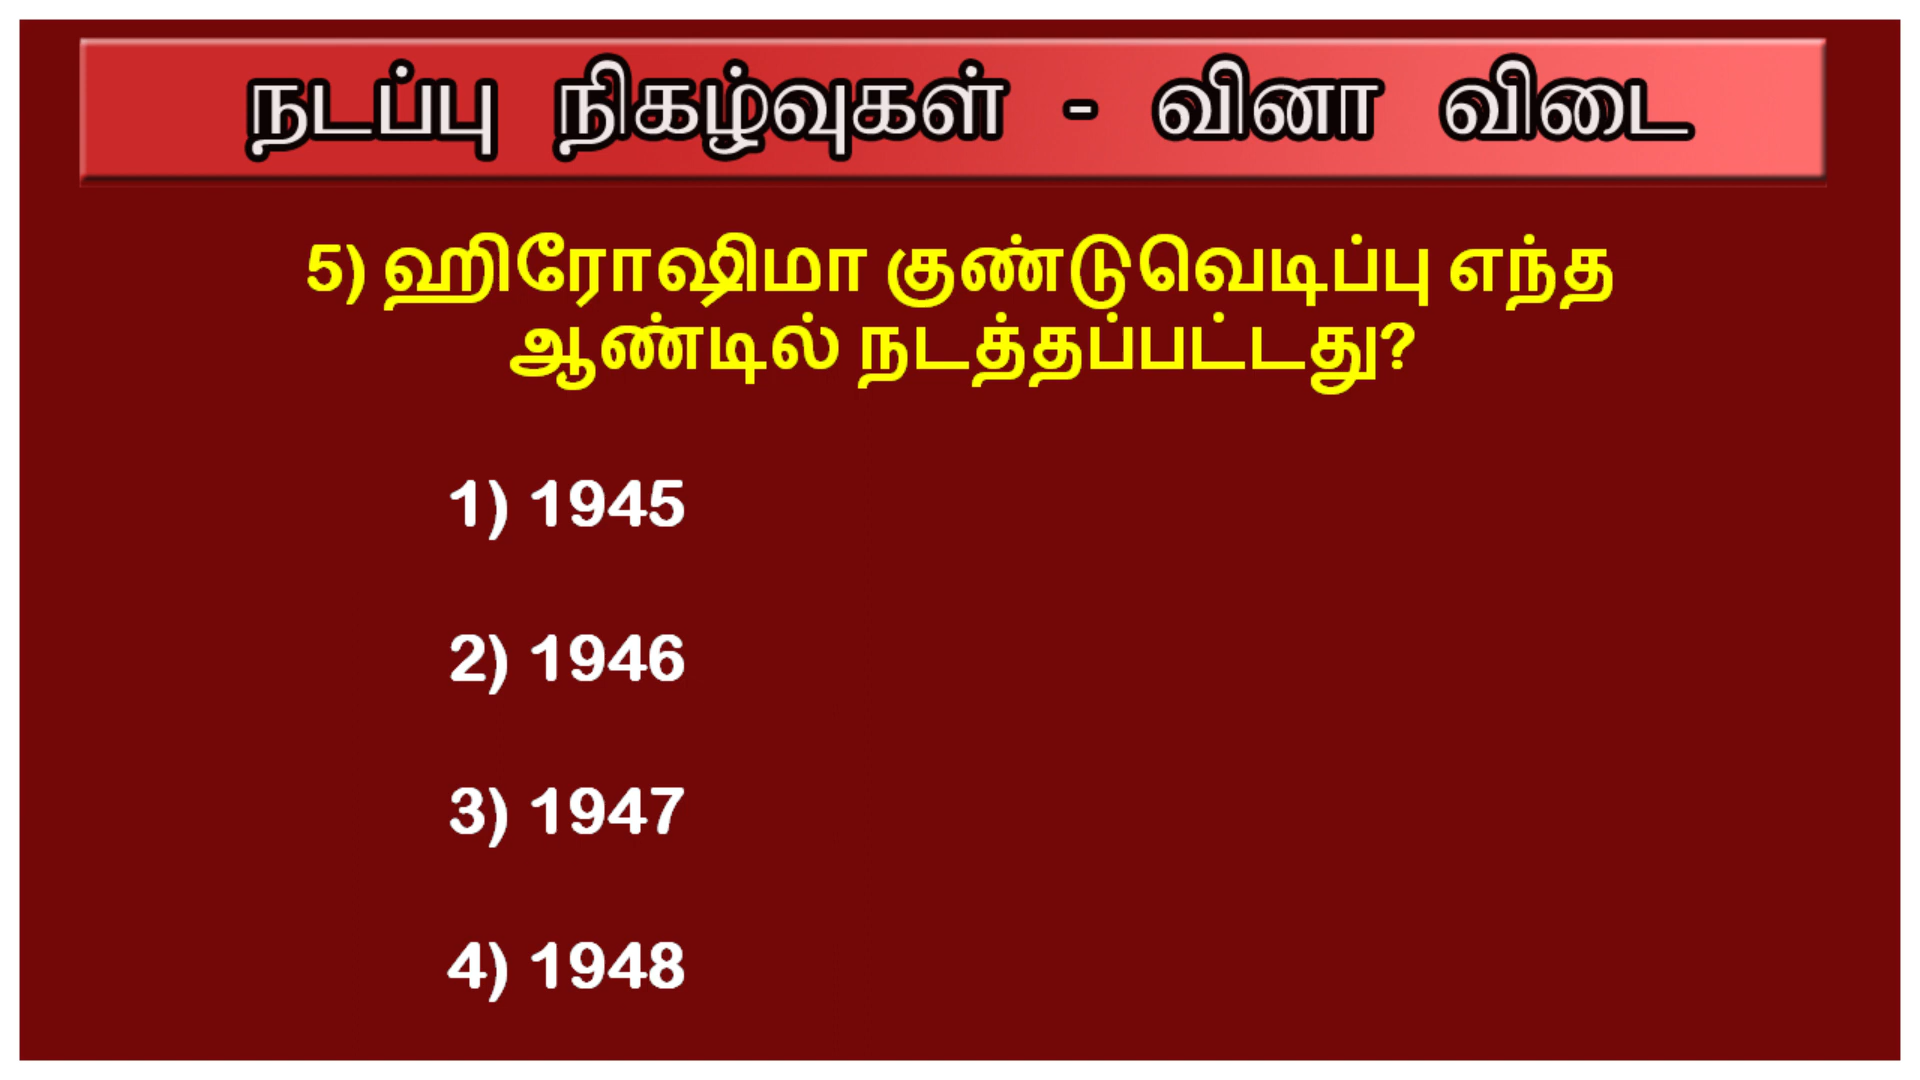 நடப்பு நிகழ்வுகள் - வினா விடை
5) ஹிரோஷிமா குண்டுவெடிப்பு எந்த
ஆண்டில் நடத்தப்பட்டது?
1) 1945
2) 1946
3) 1947
4) 1948